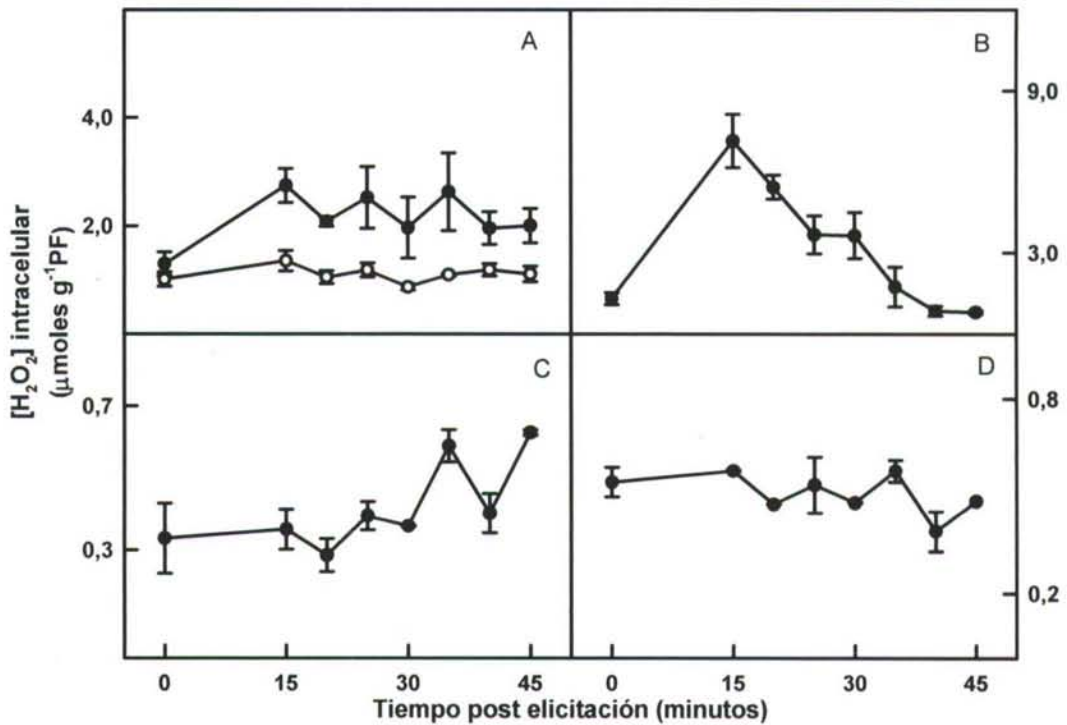 A
B
4,0
2,0
9,0
3,0
[H₂O₂] intracelular
(μmoles g⁻¹PF)
C
D
0,7
0,3
0,8
0,2
0 15 30 45 0 15 30 45
Tiempo post elicitación (minutos)